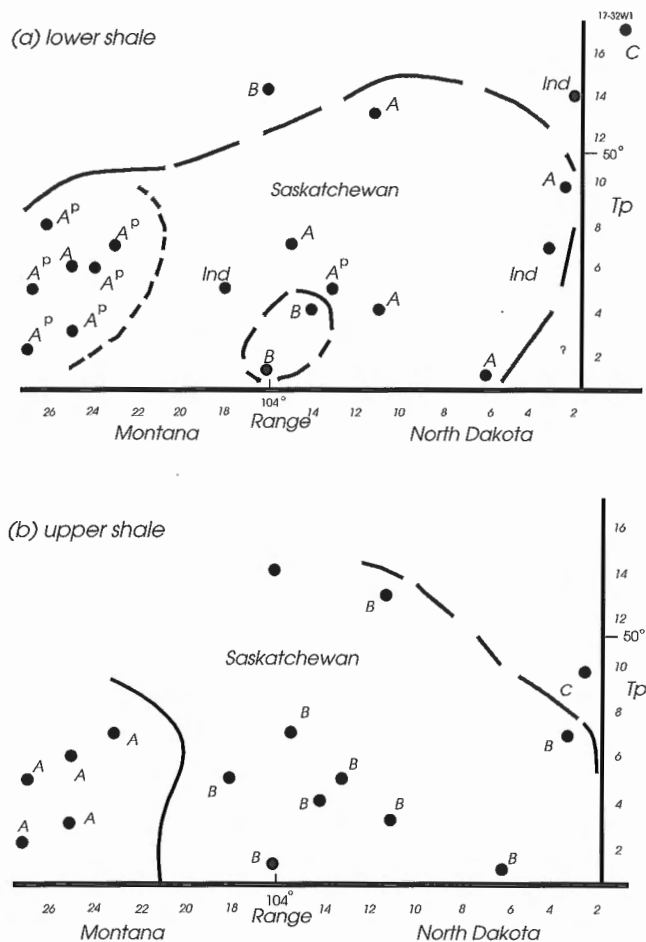 17-32W1
(a) lower shale
16
C
B
Ind
14
A
12
50°
Saskatchewan
A
10
Tp
A^p
A
8
A
A^p
Ind
A^p
A^p
Ind
A^p
6
A^p
B
A
4
A^p
B
A
?
2
26 24 22 20 18 104° 14 12 10 8 6 4 2
Montana Range North Dakota
(b) upper shale
16
14
B
12
50°
Saskatchewan
10
C
Tp
B
8
A
B
A
A
B
B
6
A
A
B
B
4
B
B
2
26 24 22 20 18 104° 14 12 10 8 6 4 2
Montana Range North Dakota